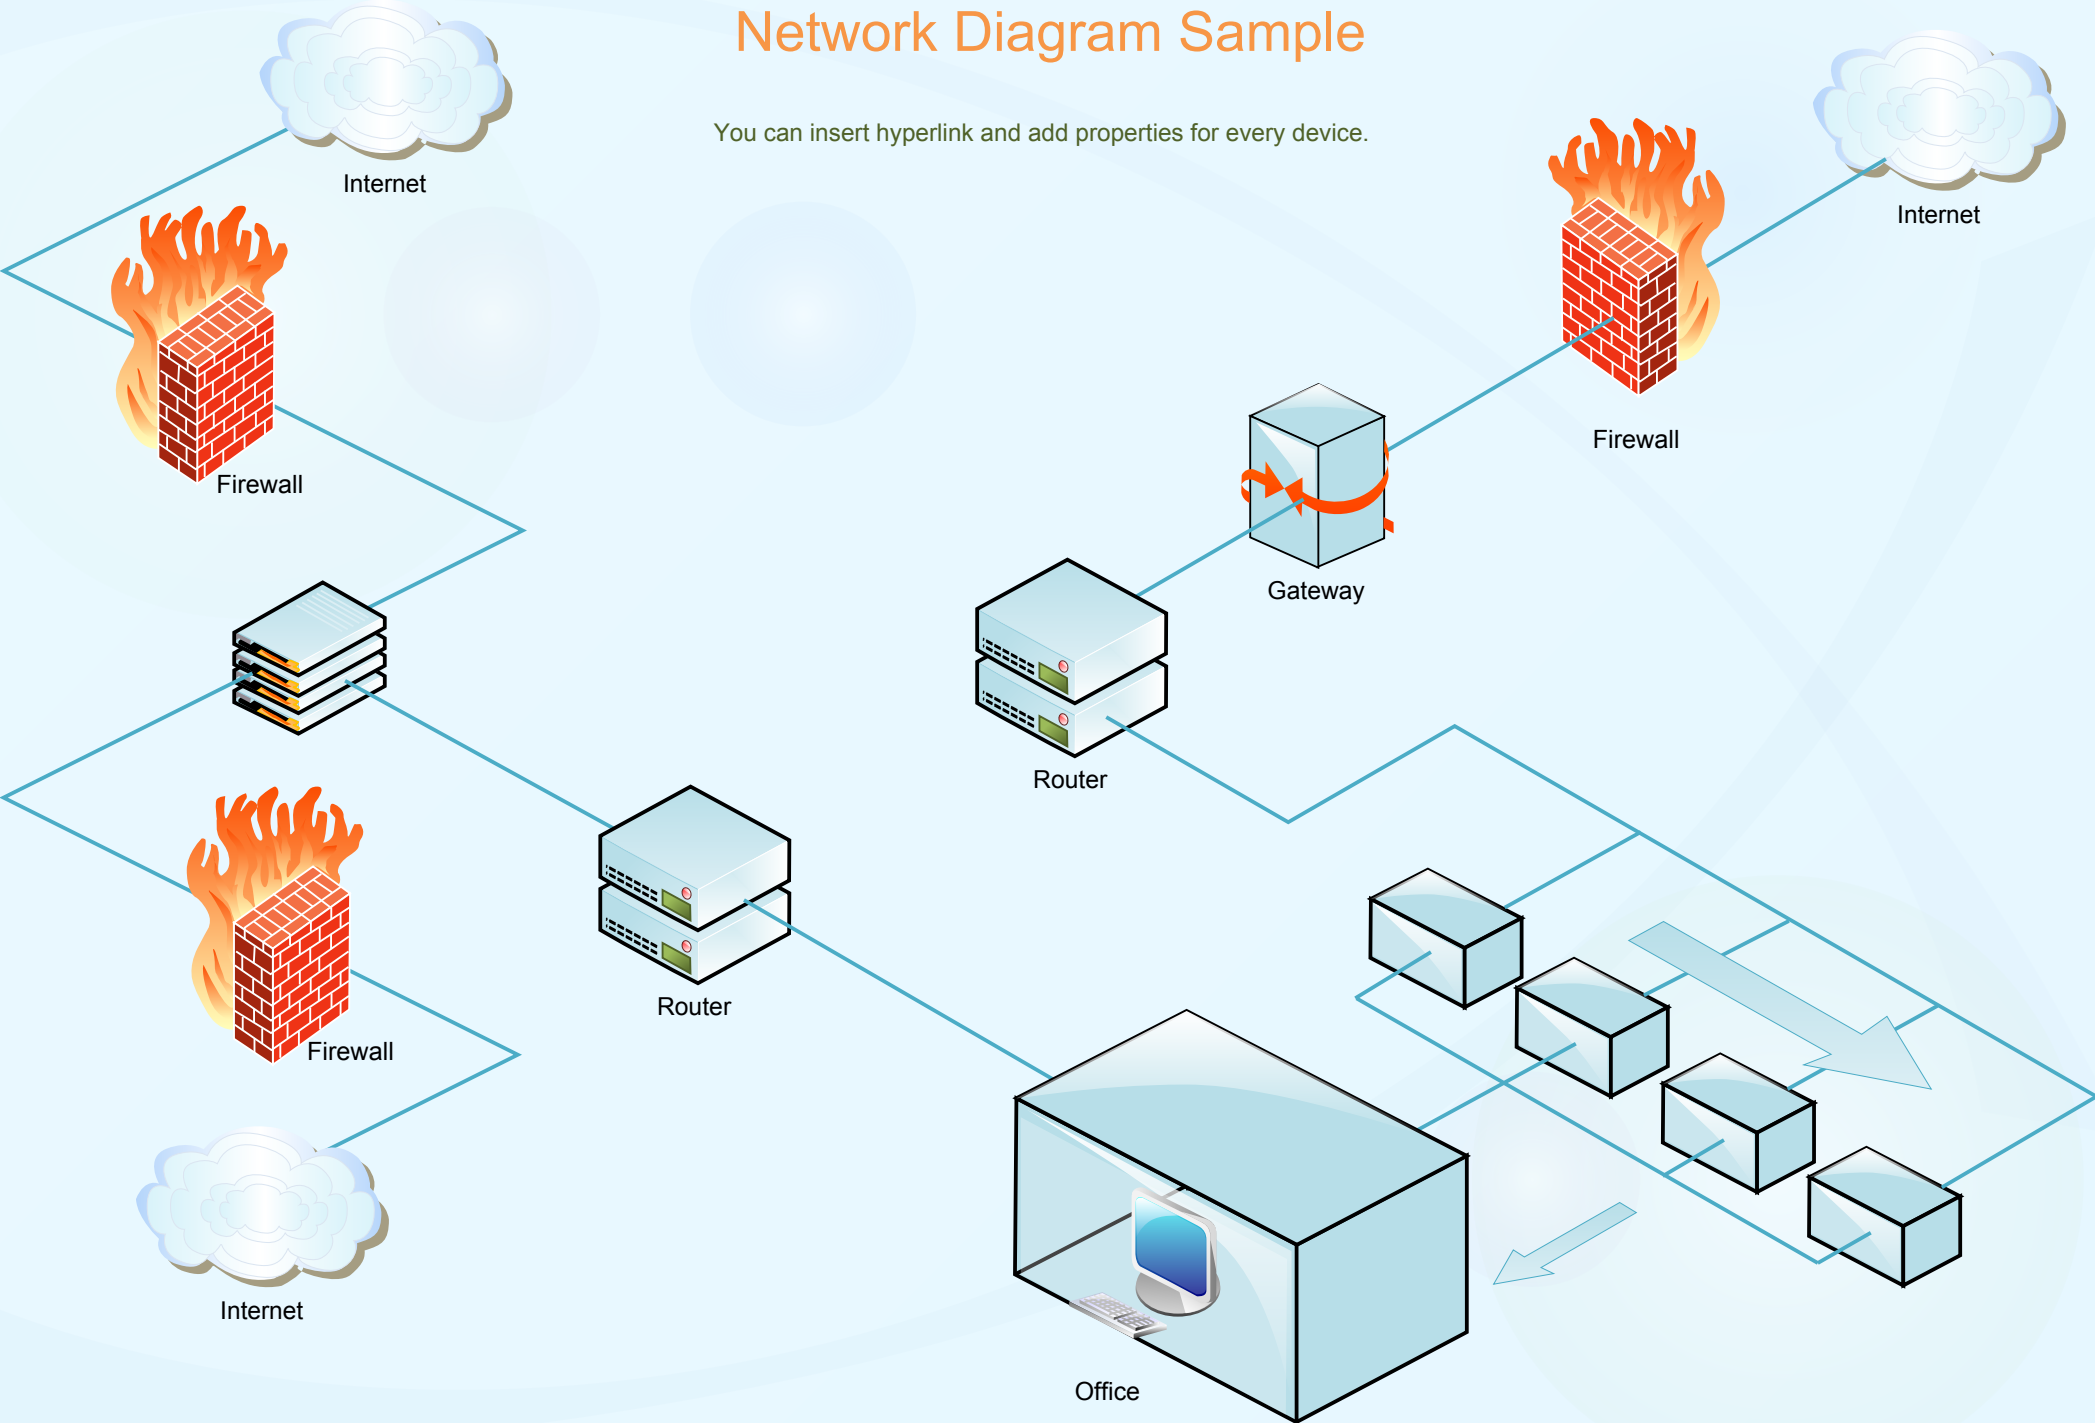 Network Diagram Sample
You can insert hyperlink and add properties for every device.
Internet
Internet
Firewall
Firewall
Gateway
Router
Router
Firewall
Internet
Office